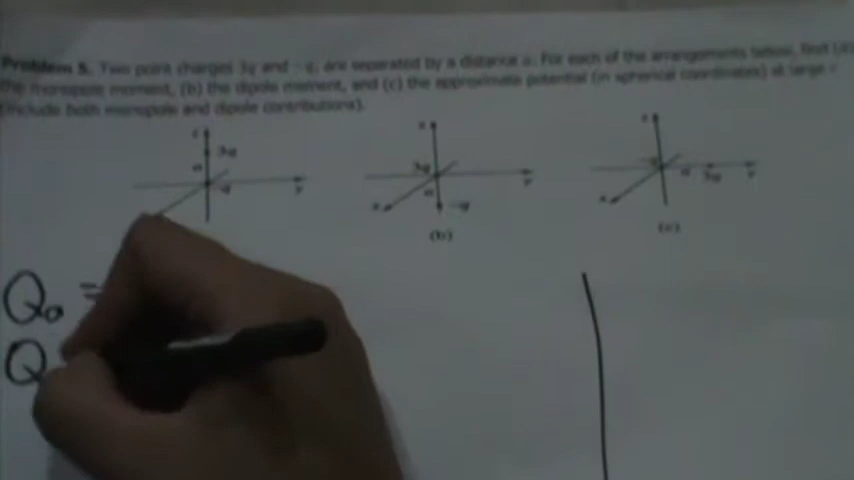 Problem 5. Two point charges 3q and -q, are separated by a distance a. For each of the arrangements below, find (a)
the monopole moment, (b) the dipole moment, and (c) the approximate potential (in spherical coordinates) at large r
(include both monopole and dipole contributions).
z
3q
a
-q
y
z
3q
y
a
x
-q
(b)
z
-q
a
3q
y
x
(c)
Qa =
Q